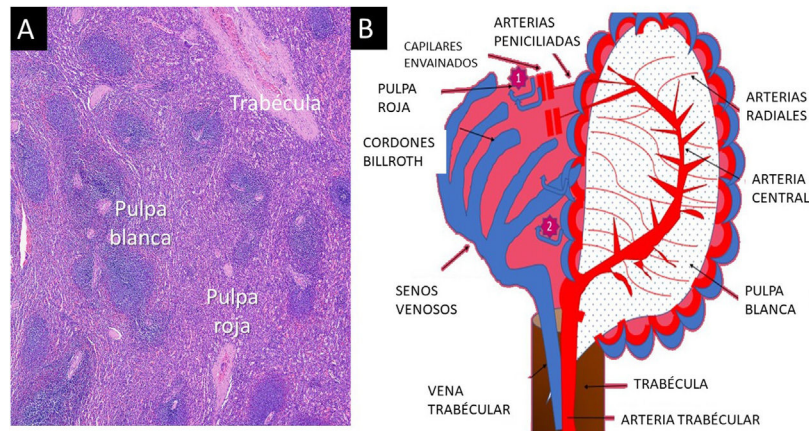 A
Trabécula
Pulpa
blanca
Pulpa
roja
B
ARTERIAS
PENICILIADAS
CAPILARES
ENVAINADOS
1
PULPA
ROJA
CORDONES
BILLROTH
2
SENOS
VENOSOS
VENA
TRABÉCULAR
ARTERIAS
RADIALES
ARTERIA
CENTRAL
PULPA
BLANCA
TRABÉCULA
ARTERIA TRABÉCULAR